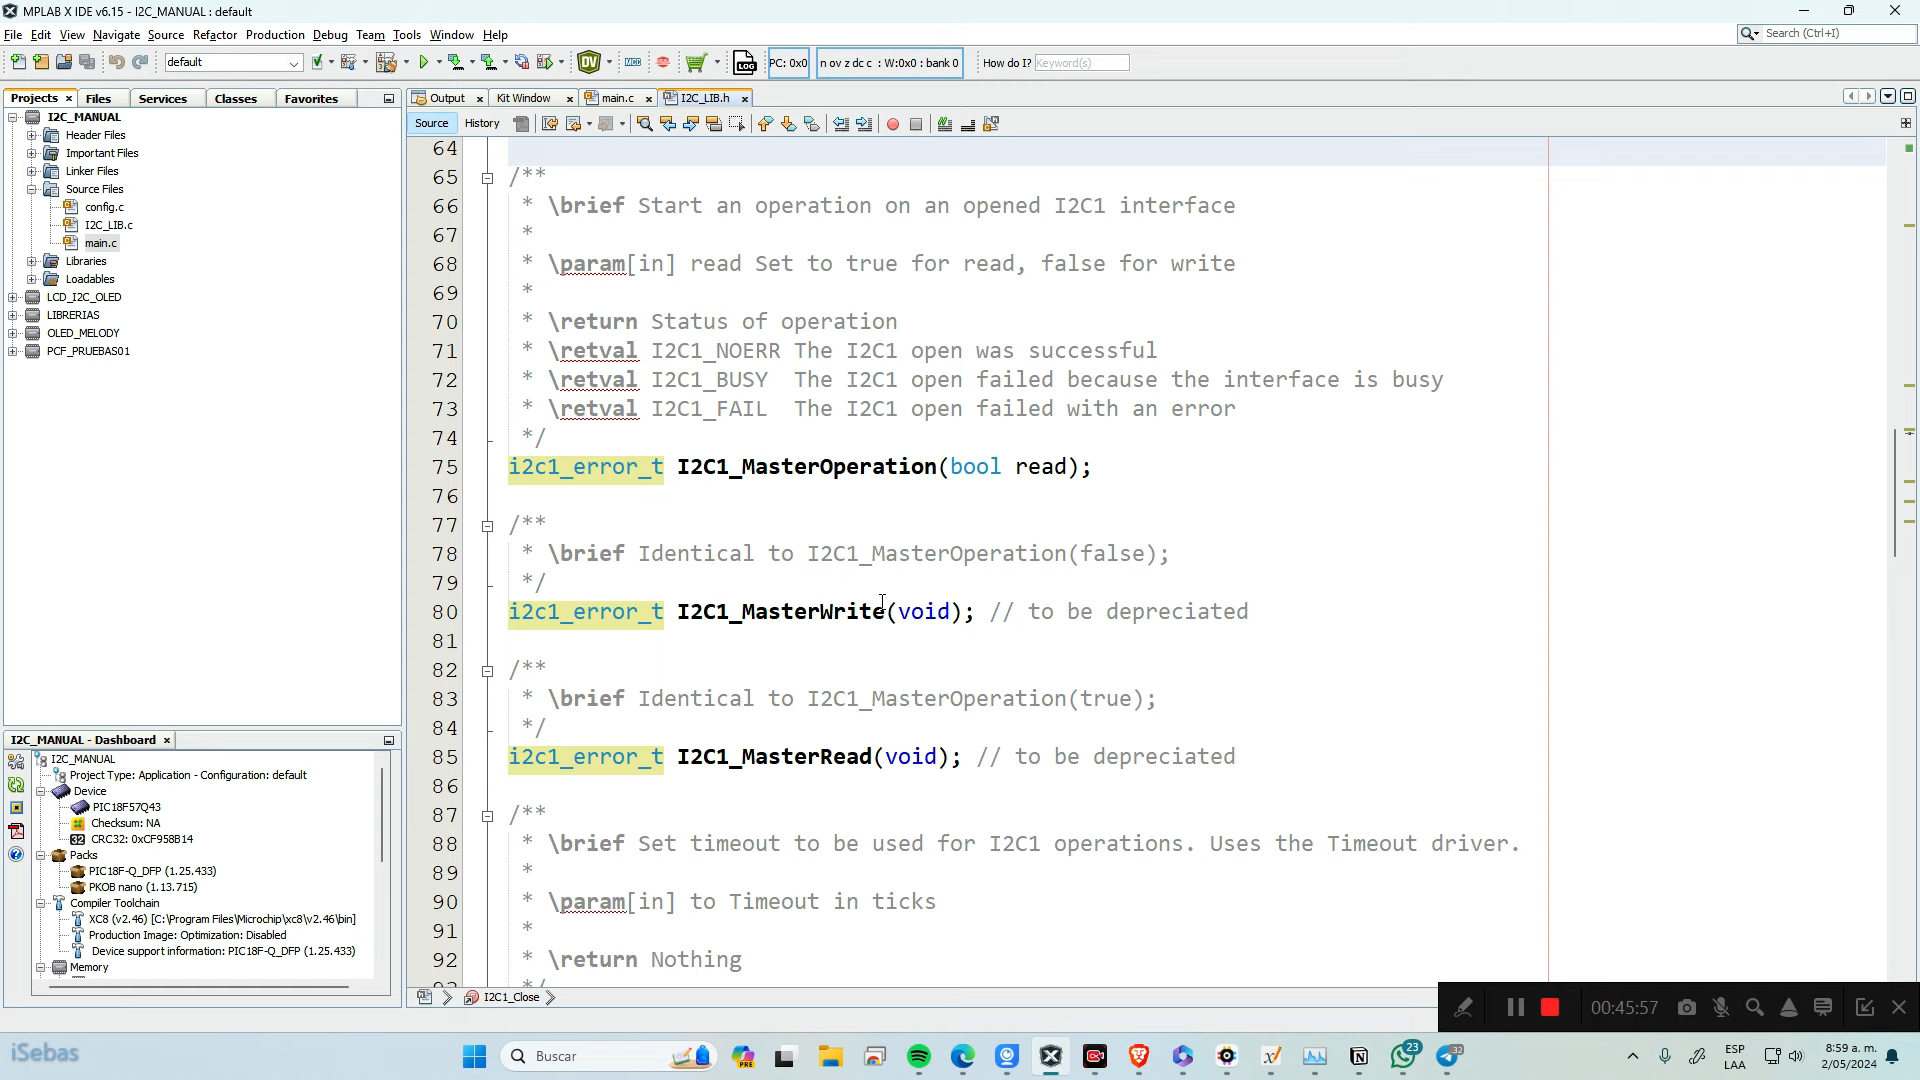 MPLAB X IDE v6.15 - I2C_MANUAL : default
File Edit View Navigate Source Refactor Production Debug Team Tools Window Help
Search (Ctrl+I)
default
DV
LOG
PC: 0x0
n ov z dc c : W:0x0 : bank 0
How do I? Keyword(s)
Projects Files Services Classes Favorites
Output Kit Window main.c I2C_LIB.h
Source History
I2C_MANUAL
Header Files
Important Files
Linker Files
Source Files
config.c
I2C_LIB.c
main.c
Libraries
Loadables
LCD_I2C_OLED
LIBRERIAS
OLED_MELODY
PCF_PRUEBAS01
64
65 /**
66 * \brief Start an operation on an opened I2C1 interface
67 *
68 * \param[in] read Set to true for read, false for write
69 *
70 * \return Status of operation
71 * \retval I2C1_NOERR The I2C1 open was successful
72 * \retval I2C1_BUSY  The I2C1 open failed because the interface is busy
73 * \retval I2C1_FAIL  The I2C1 open failed with an error
74 */
75 i2c1_error_t I2C1_MasterOperation(bool read);
76
77 /**
78 * \brief Identical to I2C1_MasterOperation(false);
79 */
80 i2c1_error_t I2C1_MasterWrite(void); // to be depreciated
81
82 /**
83 * \brief Identical to I2C1_MasterOperation(true);
84 */
85 i2c1_error_t I2C1_MasterRead(void); // to be depreciated
86
87 /**
88 * \brief Set timeout to be used for I2C1 operations. Uses the Timeout driver.
89 *
90 * \param[in] to Timeout in ticks
91 *
92 * \return Nothing
93 */
I2C1_Close
I2C_MANUAL - Dashboard
I2C_MANUAL
Project Type: Application - Configuration: default
Device
PIC18F57Q43
Checksum: NA
32 CRC32: 0xCF958B14
Packs
PIC18F-Q_DFP (1.25.433)
PKOB nano (1.13.715)
Compiler Toolchain
XC8 (v2.46) [C:\Program Files\Microchip\xc8\v2.46\bin]
Production Image: Optimization: Disabled
Device support information: PIC18F-Q_DFP (1.25.433)
Memory
00:45:57
iSebas
Buscar
PRE
23
32
ESP
LAA
8:59 a. m.
2/05/2024